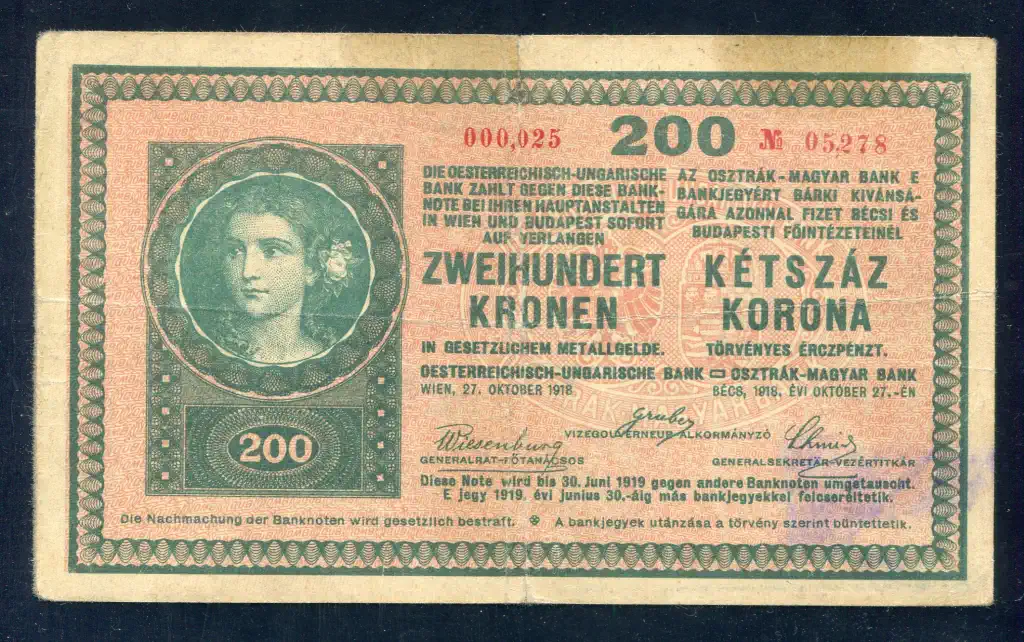 000,025 200 № 05278
DIE OESTERREICHISCH-UNGARISCHE
BANK ZAHLT GEGEN DIESE BANK-
NOTE BEI IHREN HAUPTANSTALTEN
IN WIEN UND BUDAPEST SOFORT
AUF VERLANGEN
ZWEIHUNDERT
KRONEN
IN GESETZLICHEM METALLGELDE.
AZ OSZTRÁK-MAGYAR BANK E
BANKJEGYÉRT BÁRKI KIVÁNSÁ-
GÁRA AZONNAL FIZET BÉCSI ÉS
BUDAPESTI FŐINTÉZETEINÉL
KÉTSZÁZ
KORONA
TÖRVÉNYES ÉRCZPÉNZT.
OESTERREICHISCH-UNGARISCHE BANK OSZTRÁK-MAGYAR BANK
WIEN, 27. OKTOBER 1918 BÉCS, 1918. ÉVI OKTOBER 27.-ÉN
Gruber
VIZEGOUVERNEUR ALKORMÁNYZÓ
Wiesenburg
GENERALRAT-FŐTANÁCSOS
Schmid
GENERALSEKRETÄR-VEZÉRTITKÁR
200
Diese Note wird bis 30. Juni 1919 gegen andere Banknoten umgetauscht.
E jegy 1919. évi junius 30.-áig más bankjegyekkel felcseréltetik.
Die Nachmachung der Banknoten wird gesetzlich bestraft. A bankjegyek utánzása a törvény szerint büntettetik.